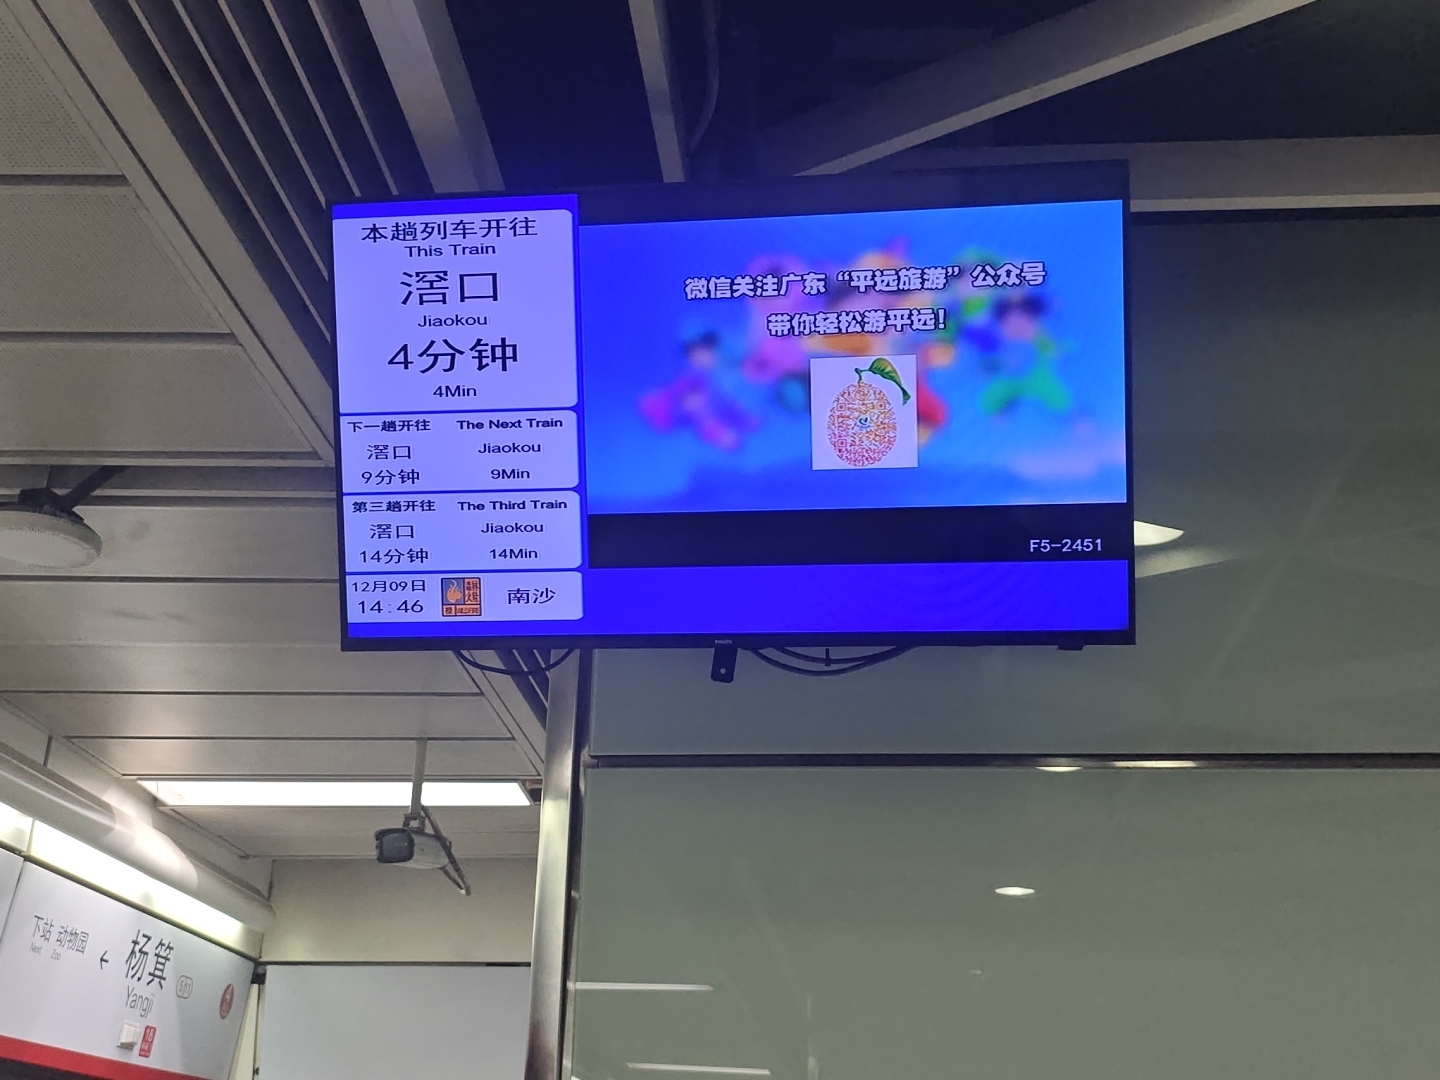 本趟列车开往
This Train
滘口
Jiaokou
4分钟
4Min
下一趟开往 The Next Train
滘口 Jiaokou
9分钟 9Min
第三趟开往 The Third Train
滘口 Jiaokou
14分钟 14Min
12月09日
14:46
南沙
微信关注广东“平远旅游”公众号
带你轻松游平远!
F5-2451
PHILIPS
下站 动物园
Next Zoo
← 杨箕
Yangji
16